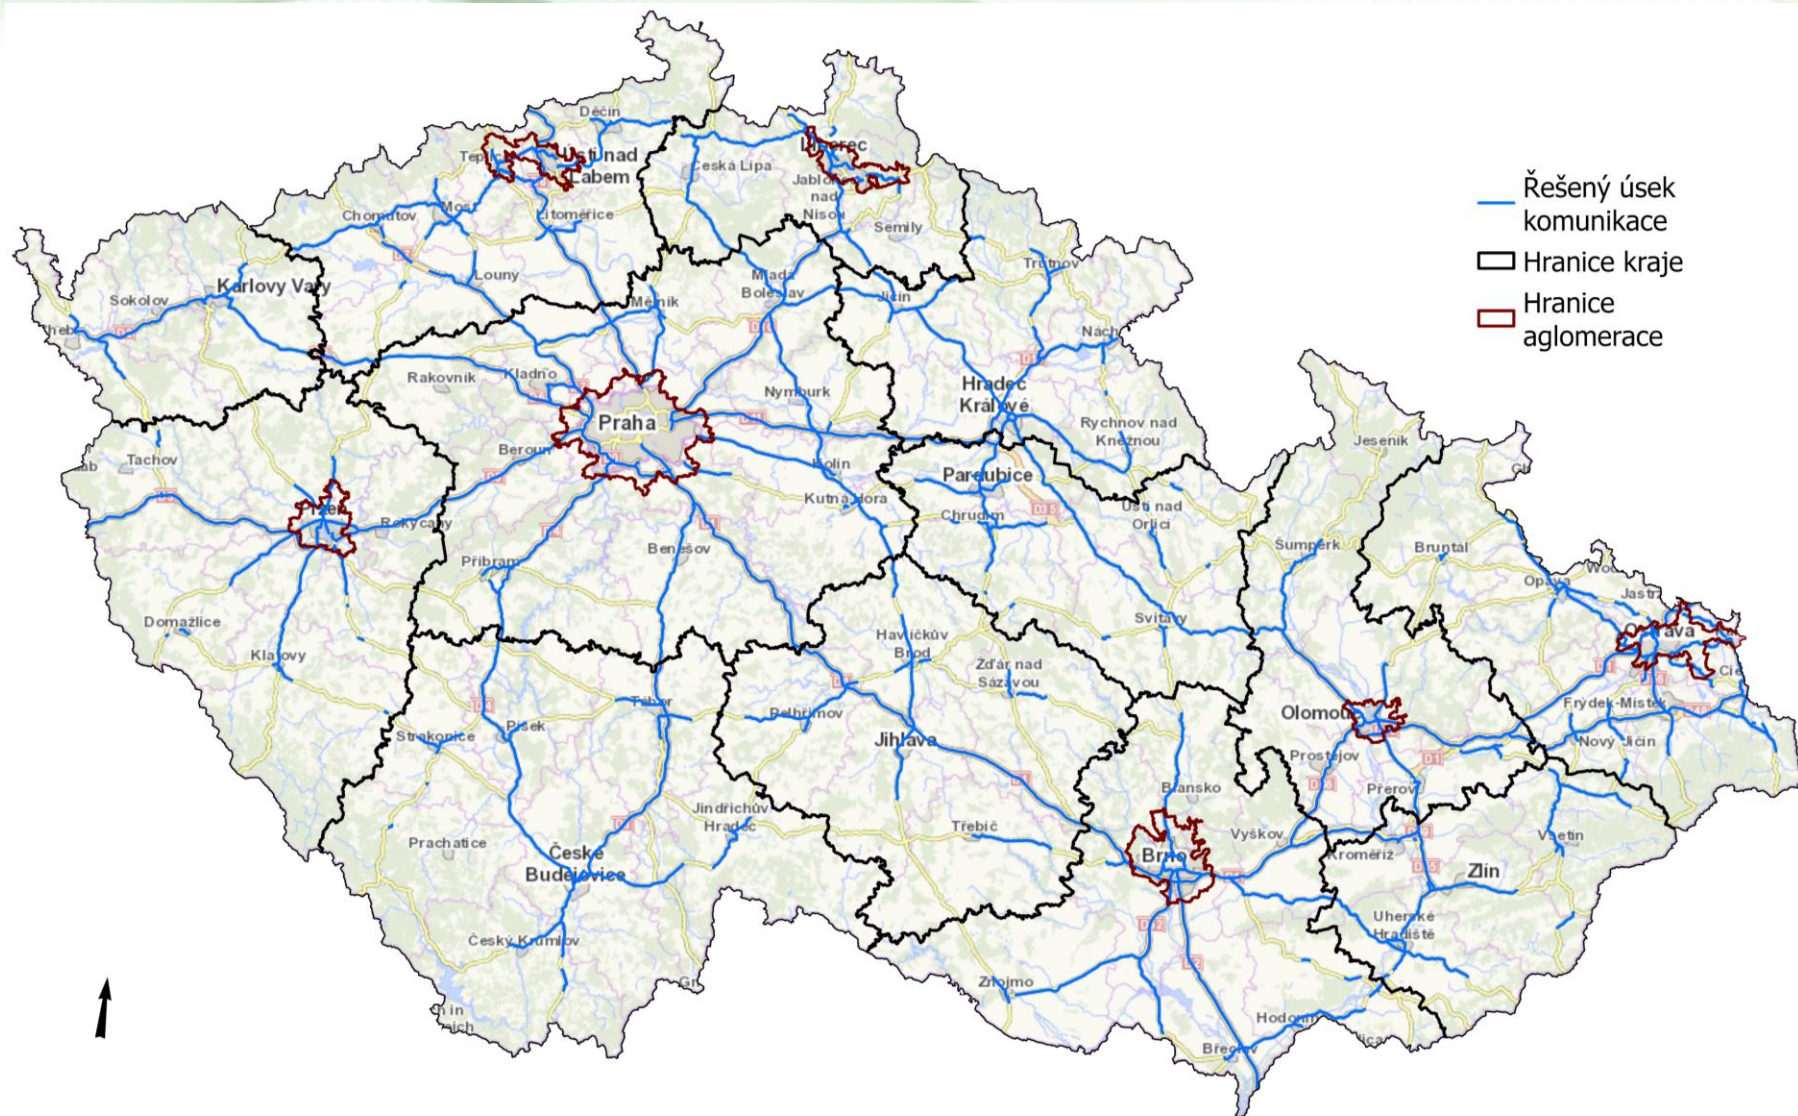 Děčín
Ústí nad
Labem
Česká Lípa
Liberec
Nisou
Semily
Chomutov
Most
Litoměřice
Louny
Karlovy Vary
Sokolov
Mělník
Mladá
Boleslav
Jičín
Trutnov
Řešený úsek
komunikace
Hranice kraje
Hranice
aglomerace
Rakovník
Kladno
Praha
Nymburk
Hradec
Králové
Rychnov nad
Kněžnou
Jeseník
Tachov
Beroun
Kolín
Kutná Hora
Pardubice
Chrudim
D35
Ústí nad
Orlicí
Šumperk
Bruntál
Opava
Rokycany
Příbram
Benešov
Domažlice
Klatovy
Havlíčkův
Brod
Žďár nad
Sázavou
Svitavy
Ostrava
Frýdek-Místek
Nový Jičín
Písek
Strakonice
Tábor
Pelhřimov
Jihlava
Olomouc
Prostějov
Přerov
Blansko
Vyškov
Kroměříž
Zlín
Vsetín
Jindřichův
Hradec
Třebíč
Brno
Prachatice
České
Budějovice
Český Krumlov
Uherské
Hradiště
Znojmo
Hodonín
Břeclav